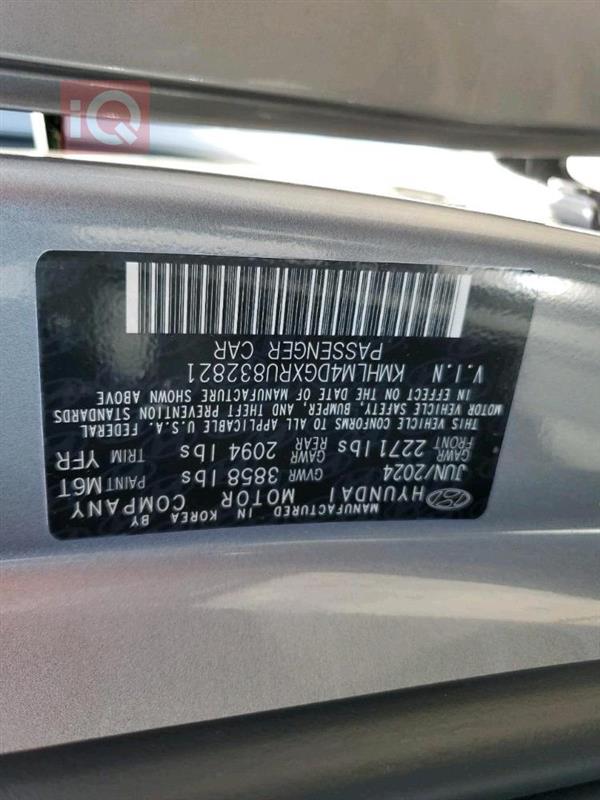 iQ
MANUFACTURED IN KOREA BY
HYUNDAI MOTOR COMPANY
JUN/2024 GVWR 3858 lbs PAINT M6T
GAWR FRONT 2271 lbs GAWR REAR 2094 lbs TRIM YFR
THIS VEHICLE CONFORMS TO ALL APPLICABLE U.S.A. FEDERAL
MOTOR VEHICLE SAFETY, BUMPER, AND THEFT PREVENTION STANDARDS
IN EFFECT ON THE DATE OF MANUFACTURE SHOWN ABOVE
V.I.N KMHLM4DGXRU832821
PASSENGER CAR